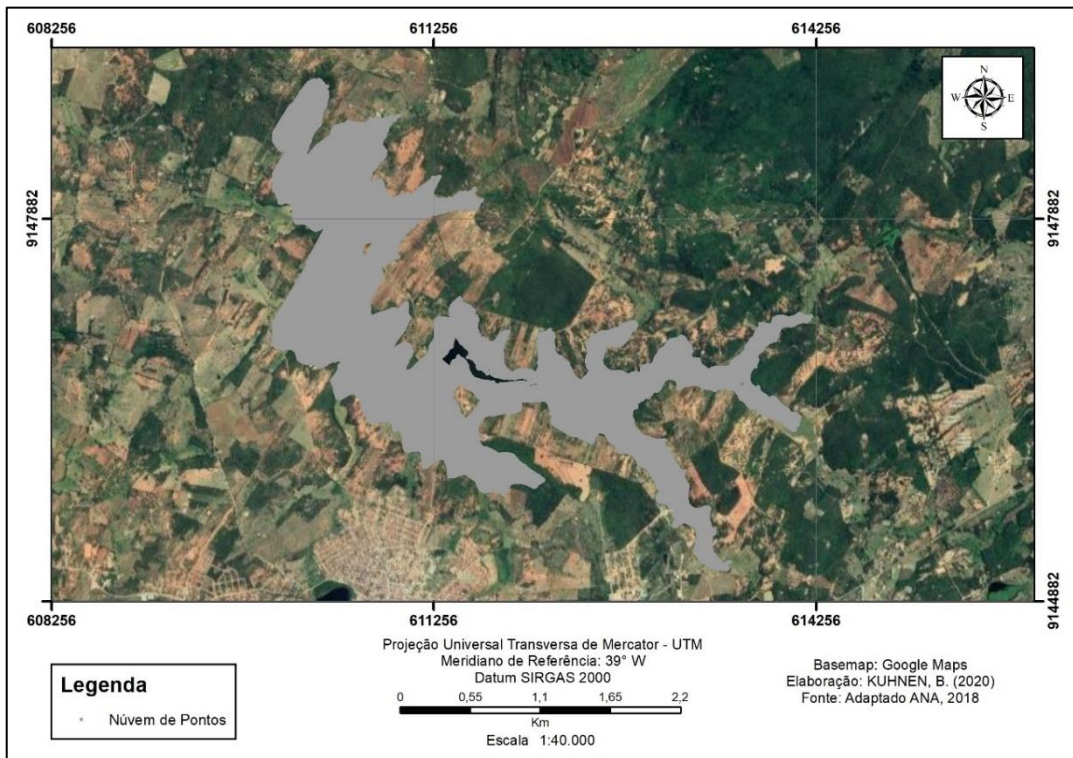 608256
611256
614256
N
W
E
S
9147882
9147882
9144882
608256
611256
614256
Projeção Universal Transversa de Mercator - UTM
Meridiano de Referência: 39° W
Datum SIRGAS 2000
0
0,55
1,1
1,65
2,2
Km
Escala 1:40.000
Legenda
Núvem de Pontos
Basemap: Google Maps
Elaboração: KUHNEN, B. (2020)
Fonte: Adaptado ANA, 2018